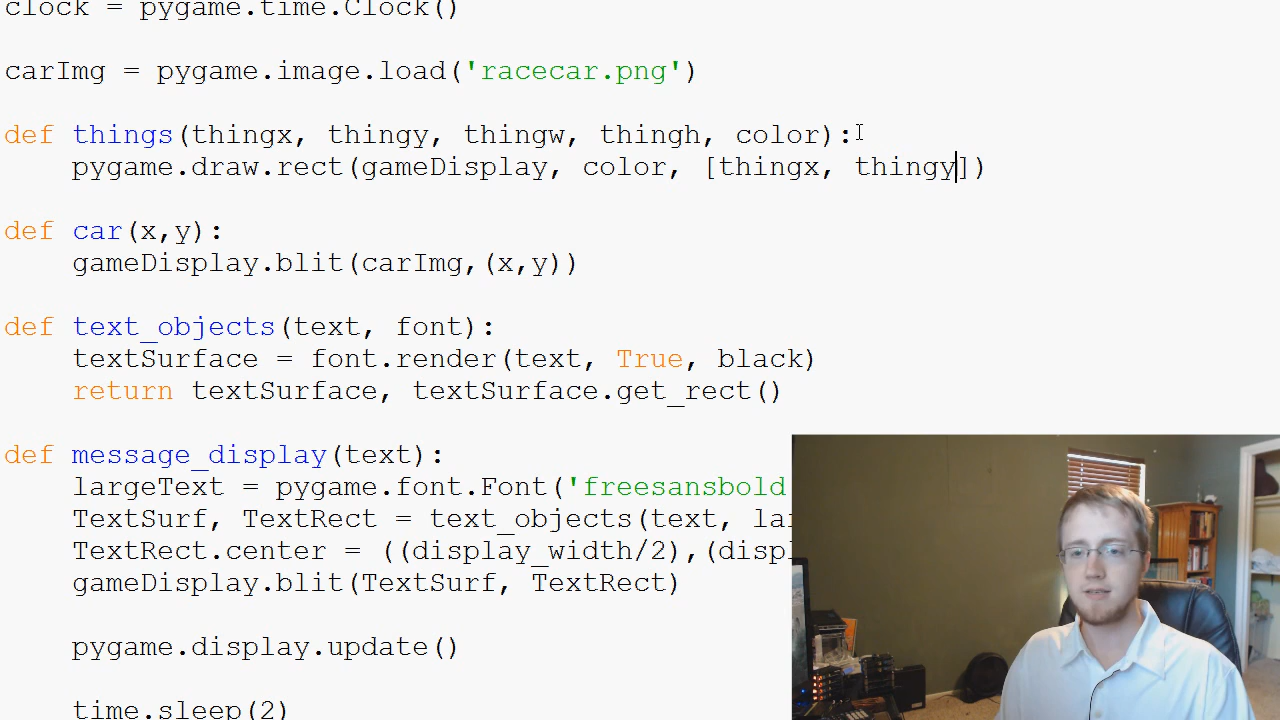 clock = pygame.time.Clock()
carImg = pygame.image.load('racecar.png')
def things(thingx, thingy, thingw, thingh, color):
    pygame.draw.rect(gameDisplay, color, [thingx, thingy])
def car(x,y):
    gameDisplay.blit(carImg,(x,y))
def text_objects(text, font):
    textSurface = font.render(text, True, black)
    return textSurface, textSurface.get_rect()
def message_display(text):
    largeText = pygame.font.Font('freesansbold
    TextSurf, TextRect = text_objects(text, la
    TextRect.center = ((display_width/2),(displ
    gameDisplay.blit(TextSurf, TextRect)
    pygame.display.update()
    time.sleep(2)